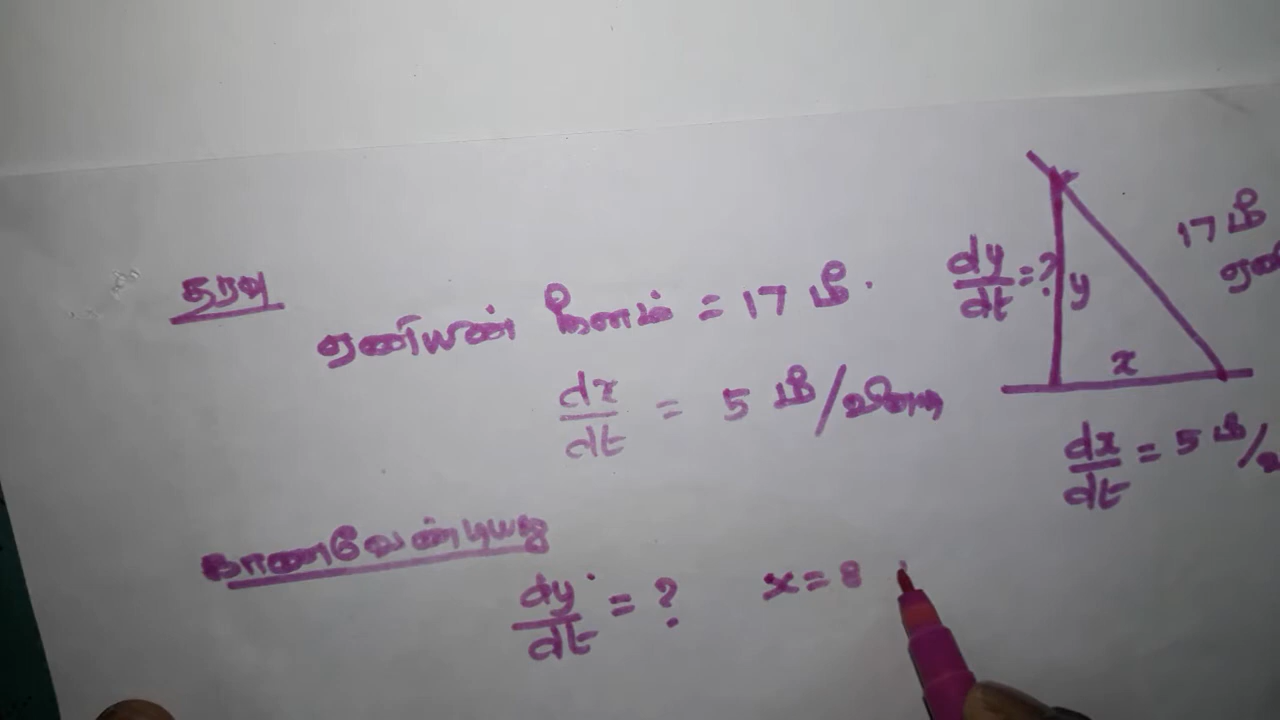 தரவு
ஏணியின் நீளம் = 17 மீ.
dx/dt = 5 மீ/வினாடி
காணவேண்டியது
dy/dt = ? x = 8
dy/dt = ? y
17 மீ
x
dx/dt = 5 மீ/